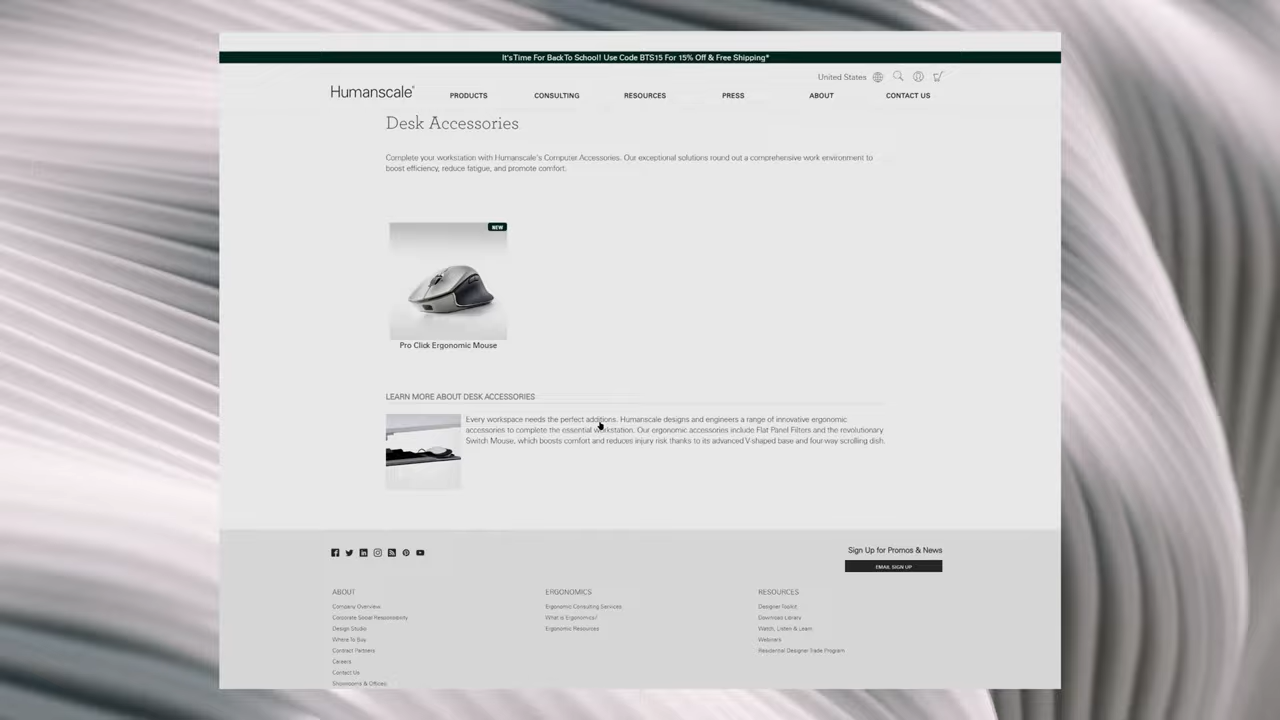 It's Time For Back To School! Use Code BTS15 For 15% Off & Free Shipping*
United States
Humanscale®
PRODUCTS
CONSULTING
RESOURCES
PRESS
ABOUT
CONTACT US
Desk Accessories
Complete your workstation with Humanscale's Computer Accessories. Our exceptional solutions round out a comprehensive work environment to
boost efficiency, reduce fatigue, and promote comfort.
NEW
Pro Click Ergonomic Mouse
LEARN MORE ABOUT DESK ACCESSORIES
Every workspace needs the perfect additions. Humanscale designs and engineers a range of innovative ergonomic
accessories to complete the essential workstation. Our ergonomic accessories include Flat Panel Filters and the revolutionary
Switch Mouse, which boosts comfort and reduces injury risk thanks to its advanced V-shaped base and four-way scrolling dish.
Sign Up for Promos & News
EMAIL SIGN UP
ABOUT
Company Overview
Corporate Social Responsibility
Design Studio
Where To Buy
Contract Partners
Careers
Contact Us
Showrooms & Offices
ERGONOMICS
Ergonomic Consulting Services
What is Ergonomics?
Ergonomic Resources
RESOURCES
Designer Toolkit
Download Library
Watch, Listen & Learn
Webinars
Residential Designer Trade Program